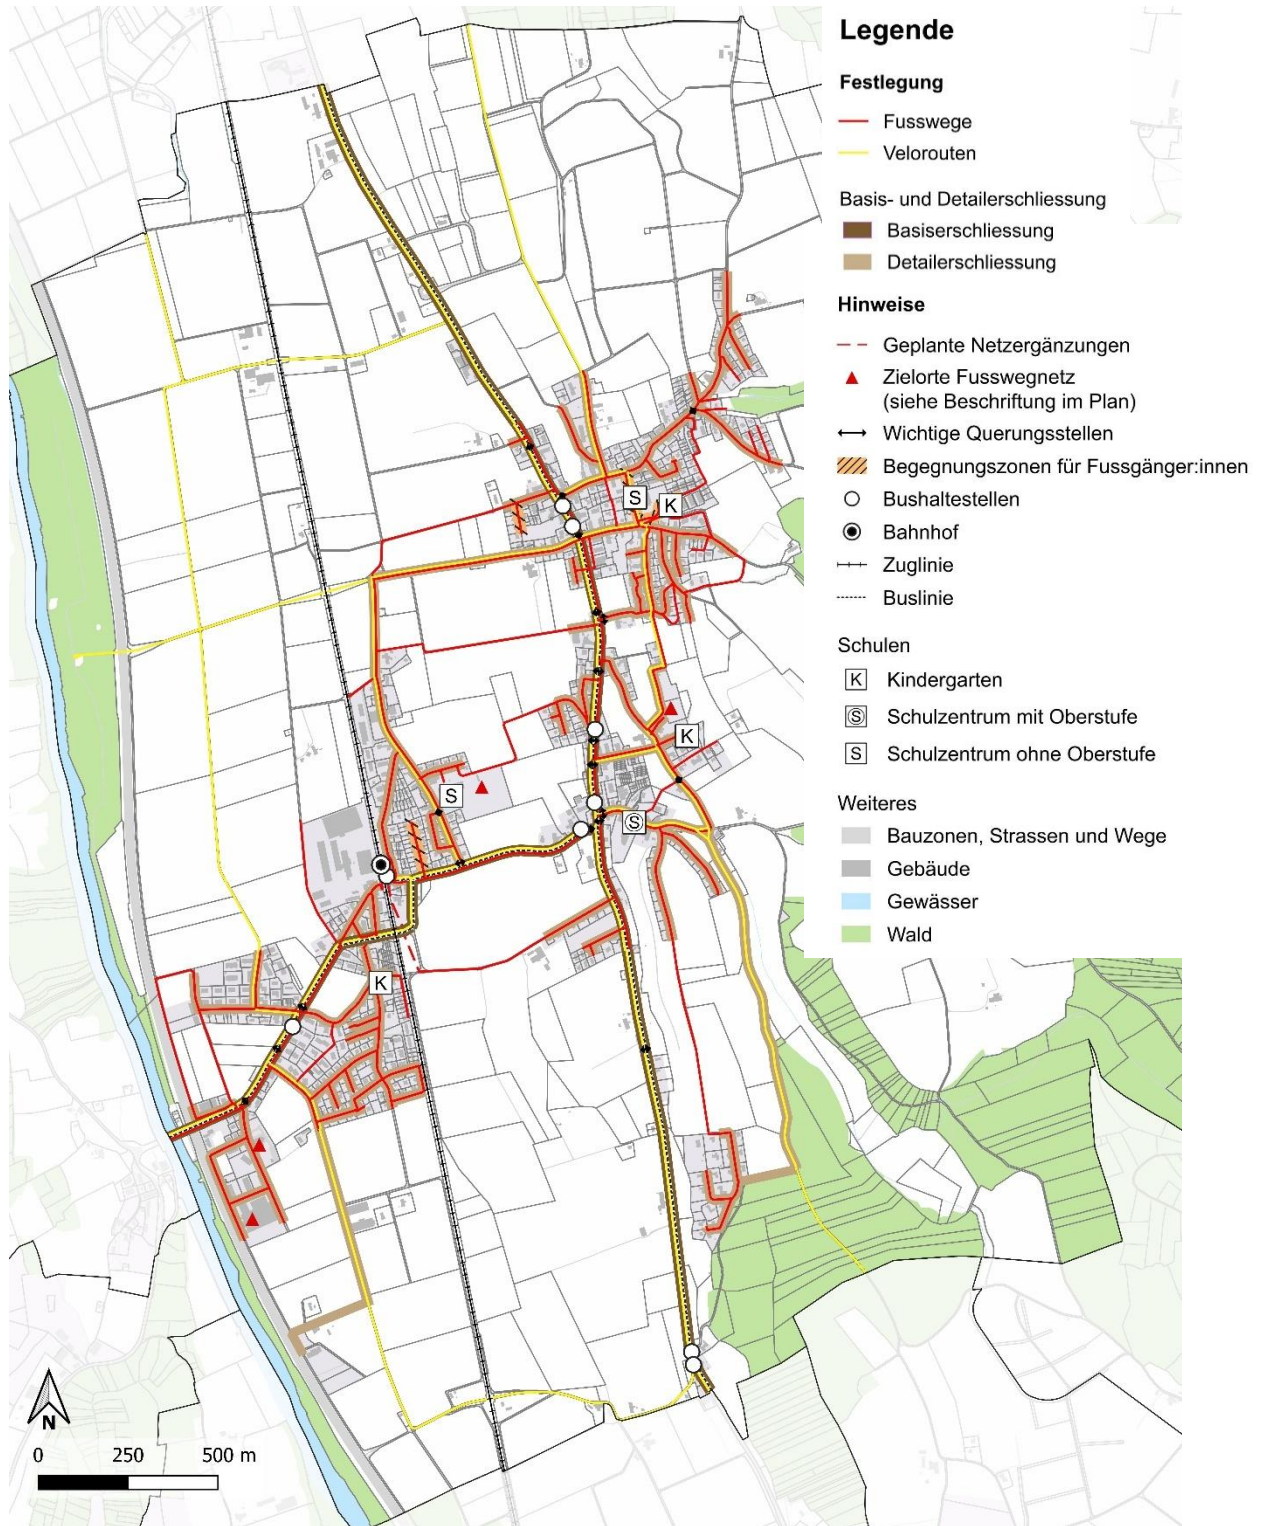 Legende
Festlegung
Fusswege
Velorouten
Basis- und Detailerschliessung
Basiserschliessung
Detailerschliessung
Hinweise
Geplante Netzergänzungen
Zielorte Fusswegnetz
(siehe Beschriftung im Plan)
Wichtige Querungsstellen
Begegnungszonen für Fussgänger:innen
Bushaltestellen
Bahnhof
Zuglinie
Buslinie
Schulen
K Kindergarten
S Schulzentrum mit Oberstufe
S Schulzentrum ohne Oberstufe
Weiteres
Bauzonen, Strassen und Wege
Gebäude
Gewässer
Wald
S
K
K
S
S
K
N
0 250 500 m